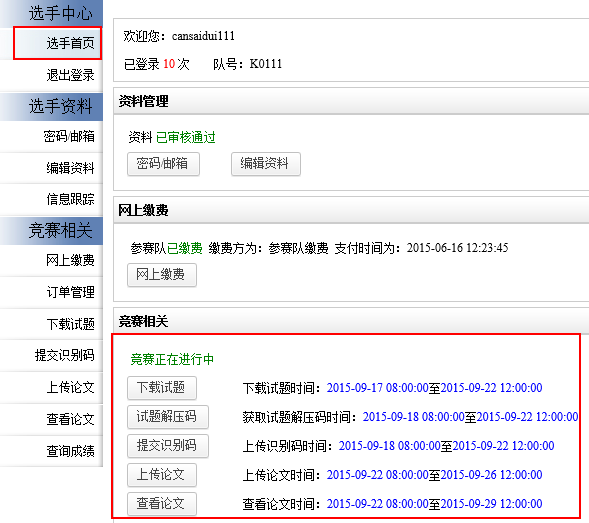 选手中心
选手首页
退出登录
选手资料
密码/邮箱
编辑资料
信息跟踪
竞赛相关
网上缴费
订单管理
下载试题
提交识别码
上传论文
查看论文
查询成绩
欢迎您：cansaidui111
已登录 10 次 队号：K0111
资料管理
资料 已审核通过
密码/邮箱 编辑资料
网上缴费
参赛队已缴费 缴费方为：参赛队缴费 支付时间为：2015-06-16 12:23:45
网上缴费
竞赛相关
竞赛正在进行中
下载试题 下载试题时间：2015-09-17 08:00:00至2015-09-22 12:00:00
试题解压码 获取试题解压码时间：2015-09-18 08:00:00至2015-09-22 12:00:00
提交识别码 上传识别码时间：2015-09-18 08:00:00至2015-09-22 12:00:00
上传论文 上传论文时间：2015-09-22 08:00:00至2015-09-26 12:00:00
查看论文 查看论文时间：2015-09-22 08:00:00至2015-09-29 12:00:00